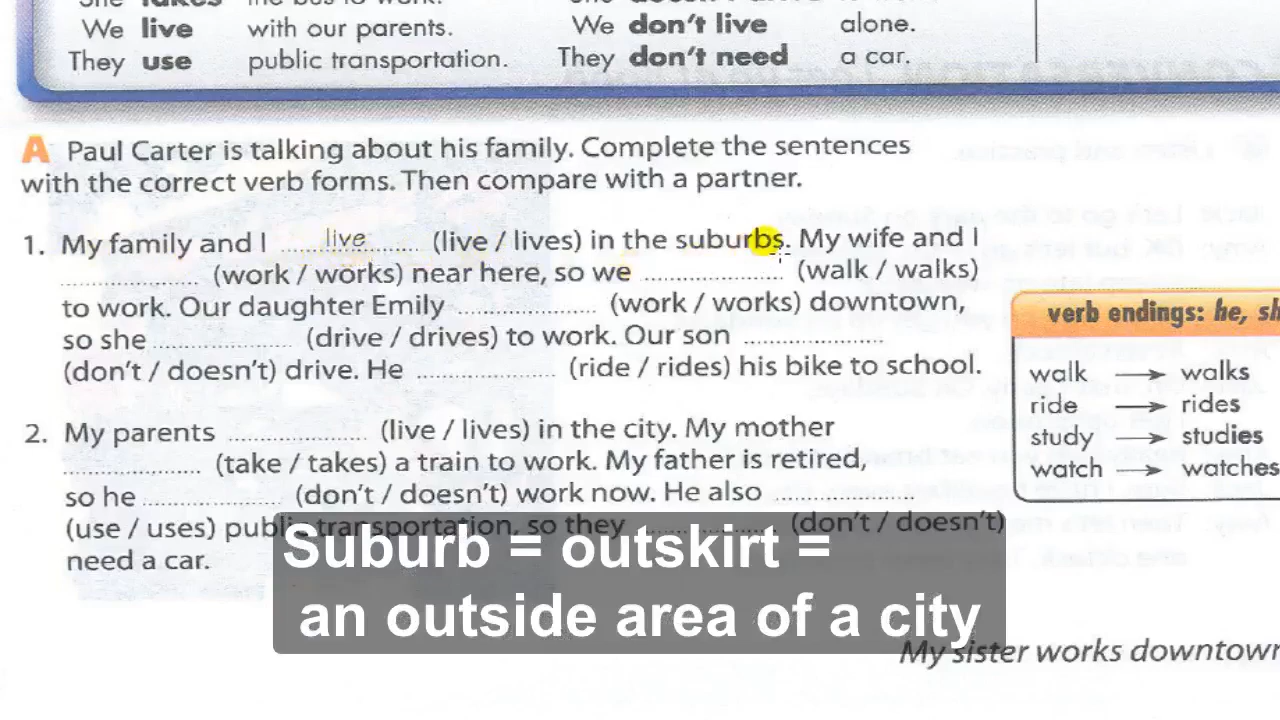 We live with our parents. We don't live alone.
They use public transportation. They don't need a car.
A Paul Carter is talking about his family. Complete the sentences
with the correct verb forms. Then compare with a partner.
1. My family and I live (live / lives) in the suburbs. My wife and I
(work / works) near here, so we (walk / walks)
to work. Our daughter Emily (work / works) downtown,
so she (drive / drives) to work. Our son
(don't / doesn't) drive. He (ride / rides) his bike to school.
2. My parents (live / lives) in the city. My mother
(take / takes) a train to work. My father is retired,
so he (don't / doesn't) work now. He also
(use / uses) public transportation, so they (don't / doesn't)
need a car.
verb endings: he,
walk → walks
ride → rides
study → studies
watch → watches
Suburb = outskirt =
an outside area of a city
My sister works downtown